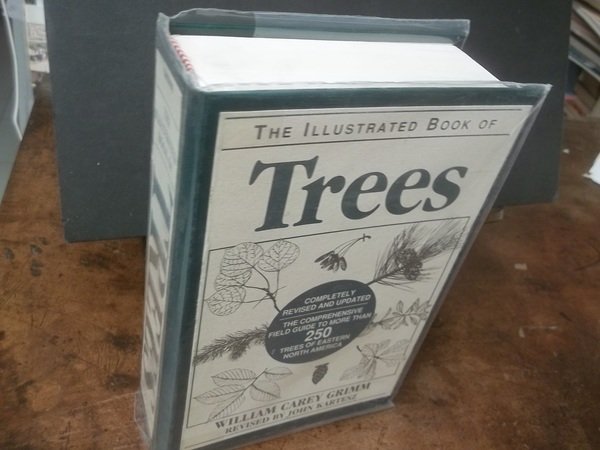 THE ILLUSTRATED BOOK OF
Trees
COMPLETELY
REVISED AND UPDATED
THE COMPREHENSIVE
FIELD GUIDE TO MORE THAN
250
TREES OF EASTERN
NORTH AMERICA
WILLIAM CAREY GRIMM
REVISED BY JOHN KARTESZ